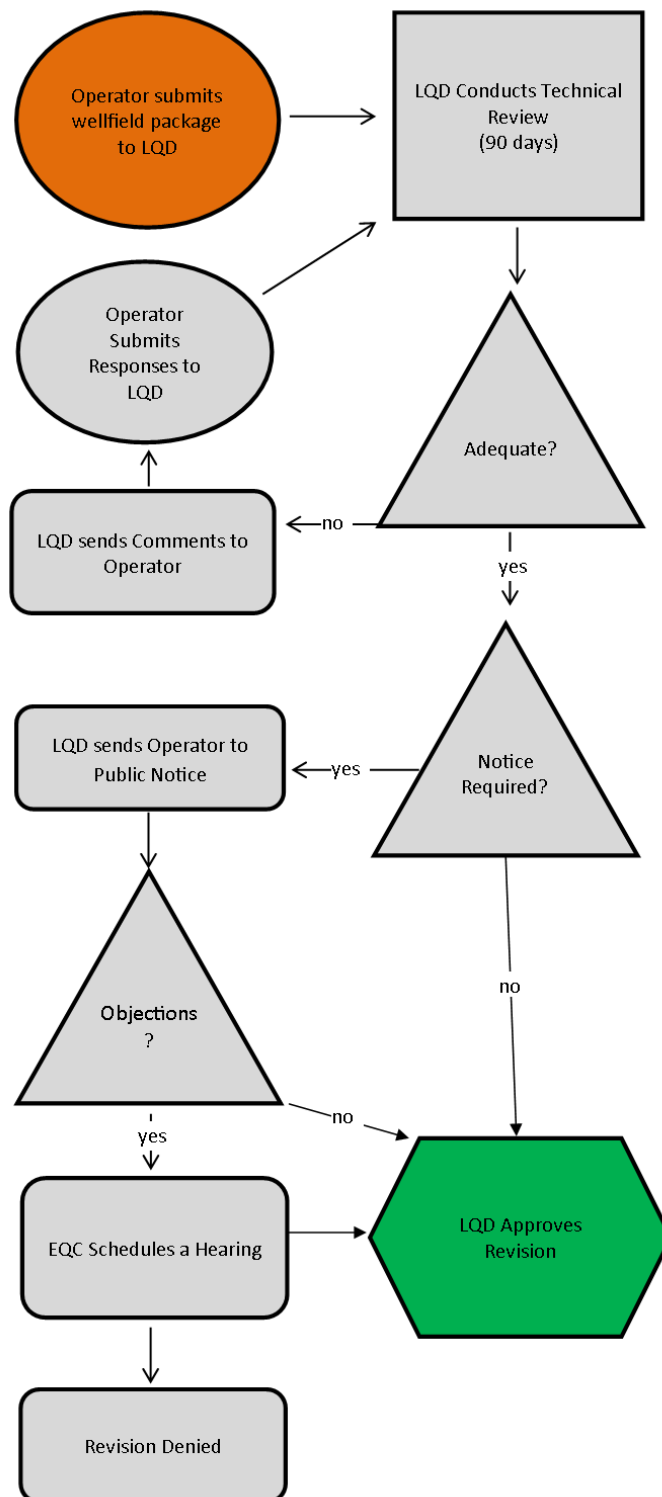 Operator submits
wellfield package
to LQD
LQD Conducts Technical
Review
(90 days)
Operator
Submits
Responses to
LQD
Adequate?
no
LQD sends Comments to
Operator
yes
LQD sends Operator to
Public Notice
yes
Notice
Required?
Objections
?
no
no
yes
EQC Schedules a Hearing
LQD Approves
Revision
Revision Denied